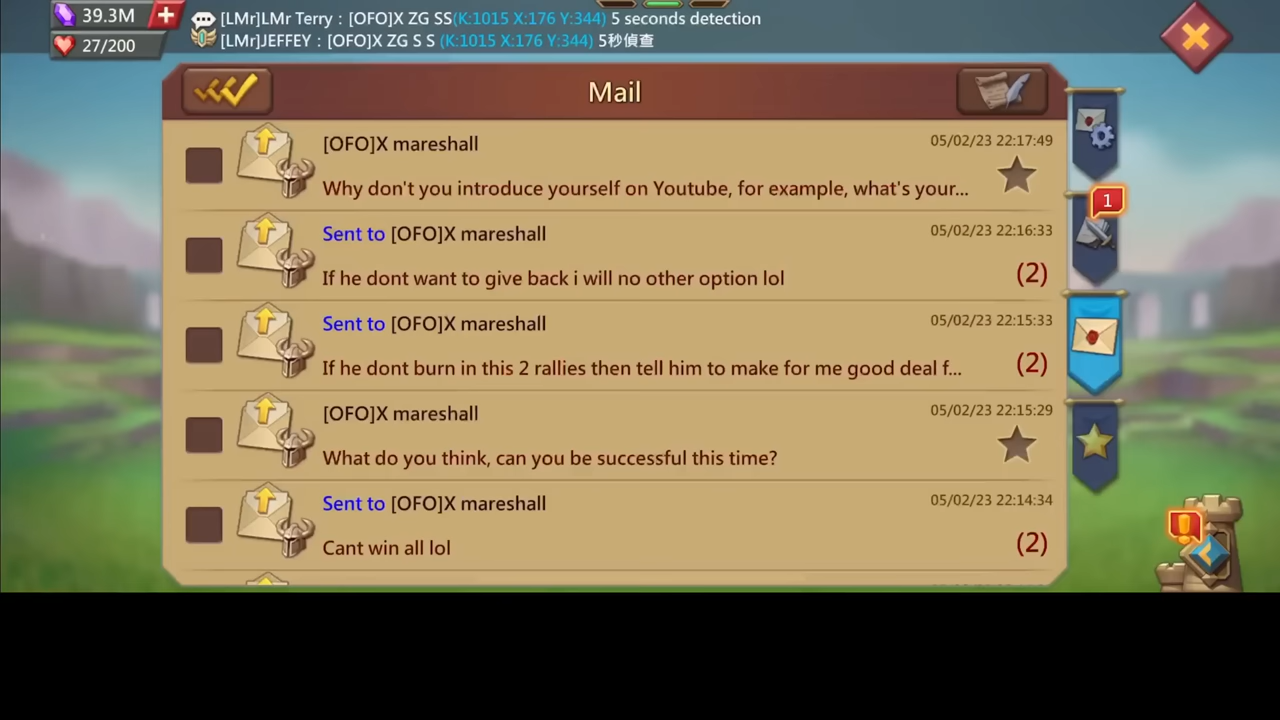 39.3M
27/200
[LMr]LMr Terry : [OFO]X ZG SS(K:1015 X:176 Y:344) 5 seconds detection
[LMr]JEFFEY : [OFO]X ZG S S (K:1015 X:176 Y:344) 5秒偵查
Mail
[OFO]X mareshall 05/02/23 22:17:49
Why don't you introduce yourself on Youtube, for example, what's your...
1
Sent to [OFO]X mareshall 05/02/23 22:16:33
If he dont want to give back i will no other option lol (2)
Sent to [OFO]X mareshall 05/02/23 22:15:33
If he dont burn in this 2 rallies then tell him to make for me good deal f... (2)
[OFO]X mareshall 05/02/23 22:15:29
What do you think, can you be successful this time?
Sent to [OFO]X mareshall 05/02/23 22:14:34
Cant win all lol (2)